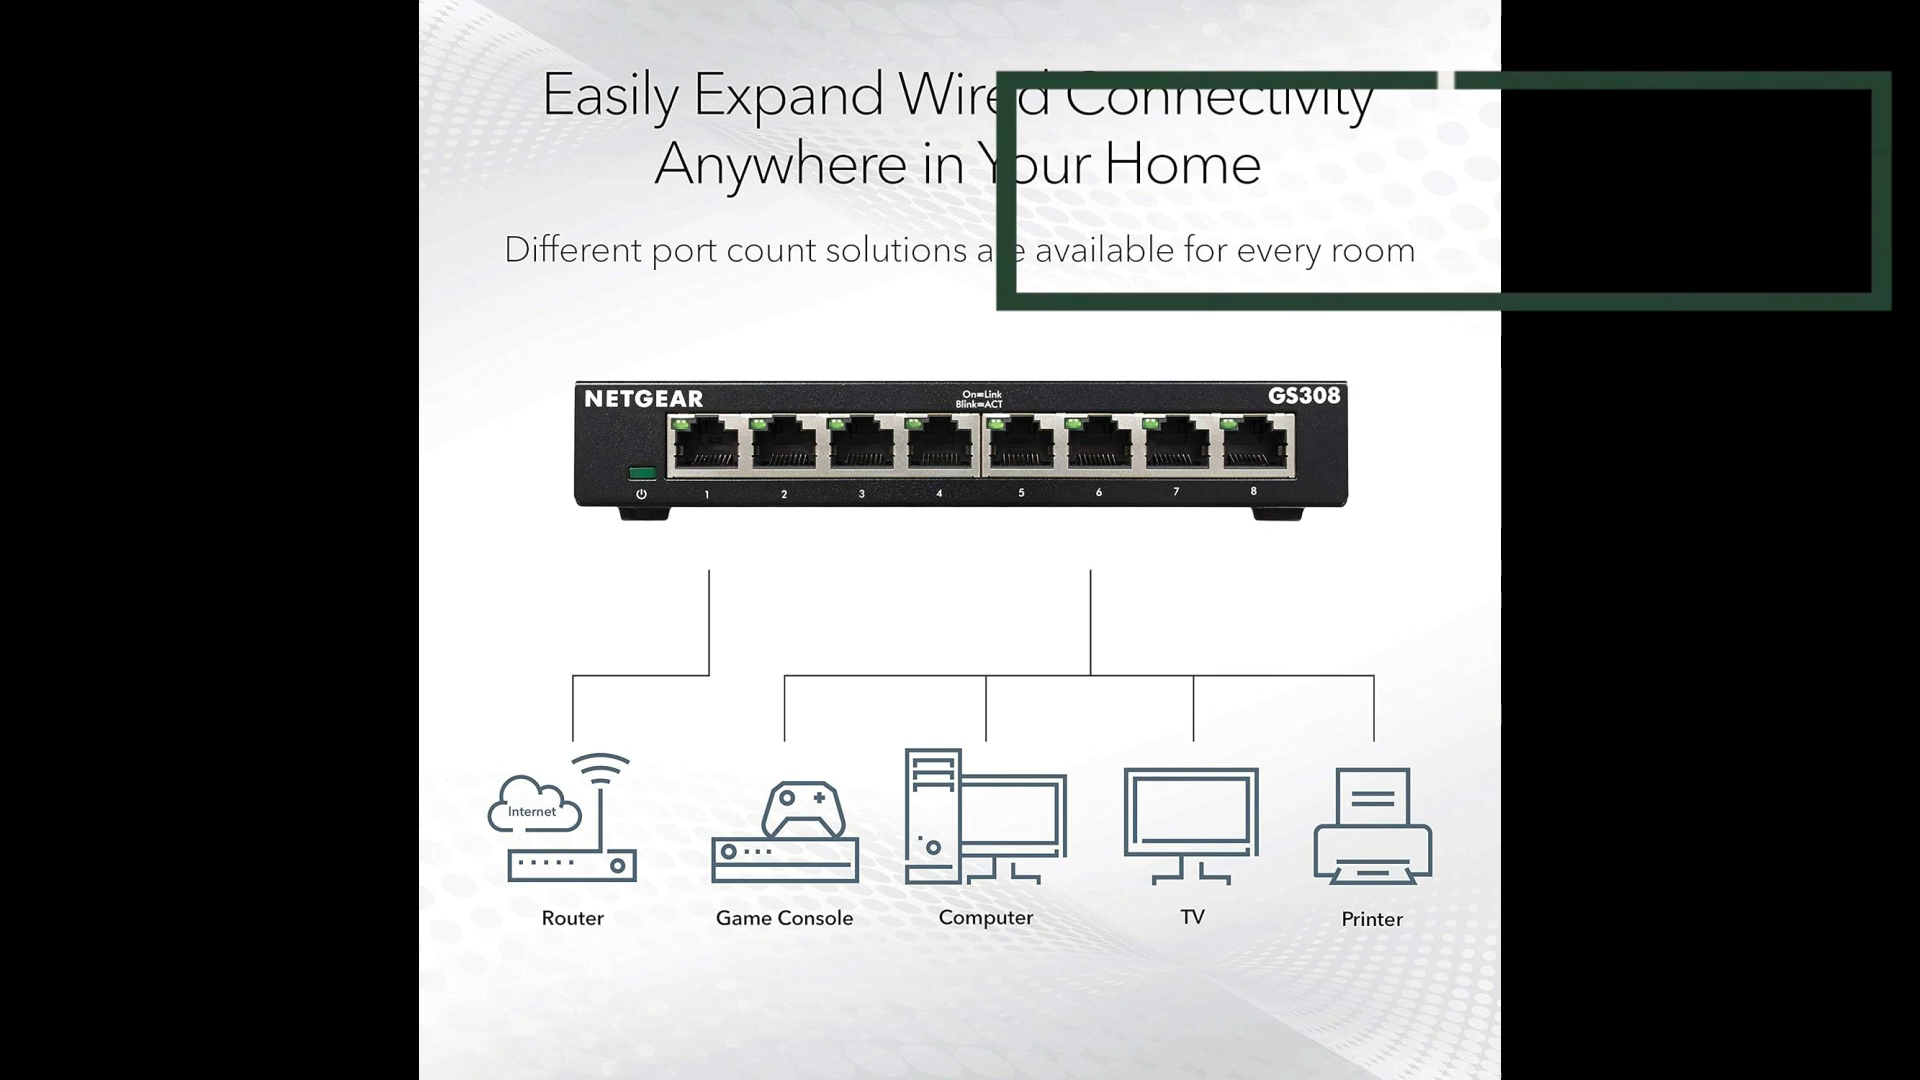 Easily Expand Wired Connectivity
Anywhere in Your Home
Different port count solutions are available for every room
NETGEAR
On=Link
Blink=ACT
GS308
1 2 3 4 5 6 7 8
Internet
Router
Game Console
Computer
TV
Printer